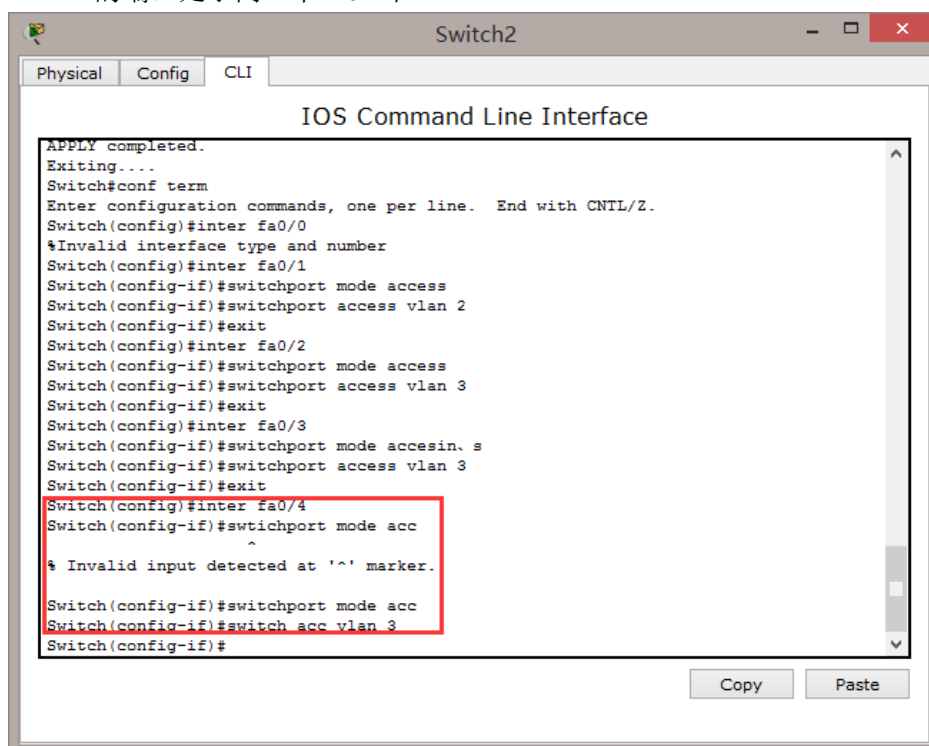 Switch2
Physical Config CLI
IOS Command Line Interface
APPLY completed.
Exiting....
Switch#conf term
Enter configuration commands, one per line.  End with CNTL/Z.
Switch(config)#inter fa0/0
%Invalid interface type and number
Switch(config)#inter fa0/1
Switch(config-if)#switchport mode access
Switch(config-if)#switchport access vlan 2
Switch(config-if)#exit
Switch(config)#inter fa0/2
Switch(config-if)#switchport mode access
Switch(config-if)#switchport access vlan 3
Switch(config-if)#exit
Switch(config)#inter fa0/3
Switch(config-if)#switchport mode accesin、s
Switch(config-if)#switchport access vlan 3
Switch(config-if)#exit
Switch(config)#inter fa0/4
Switch(config-if)#swtichport mode acc
^
% Invalid input detected at '^' marker.
Switch(config-if)#switchport mode acc
Switch(config-if)#switch acc vlan 3
Switch(config-if)#
Copy Paste